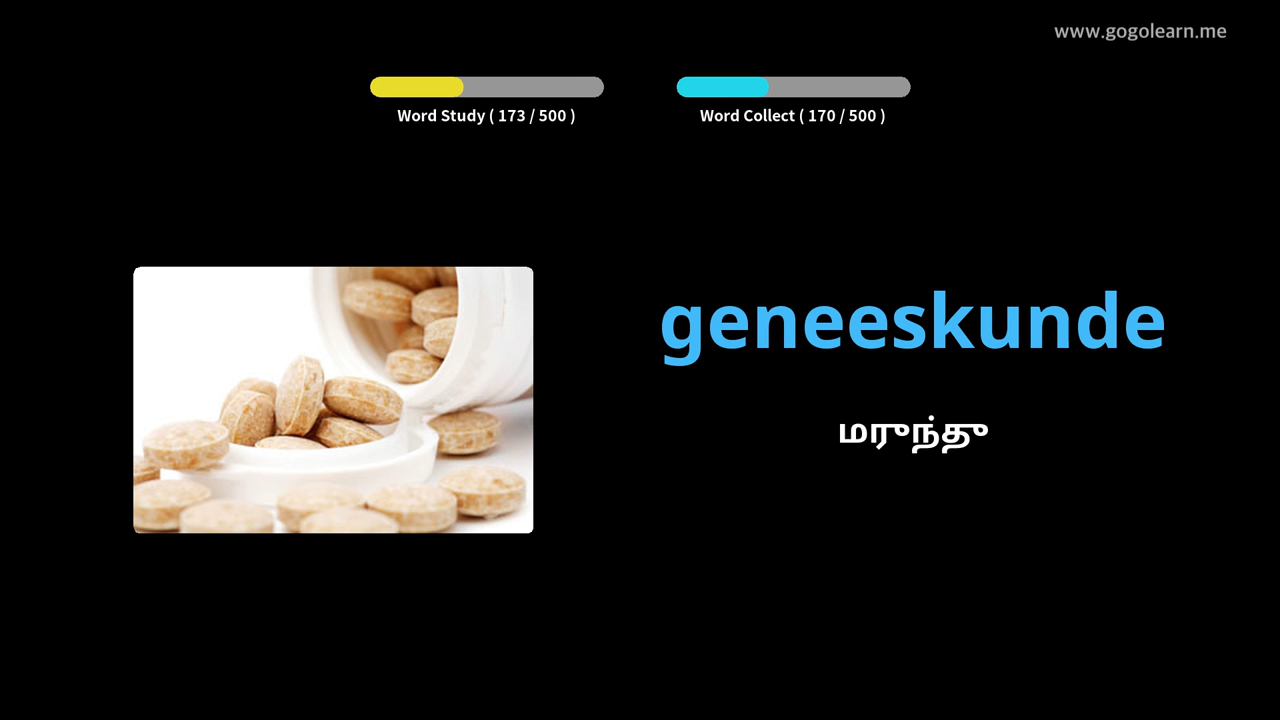 www.gogolearn.me
Word Study ( 173 / 500 )
Word Collect ( 170 / 500 )
geneeskunde
மருந்து